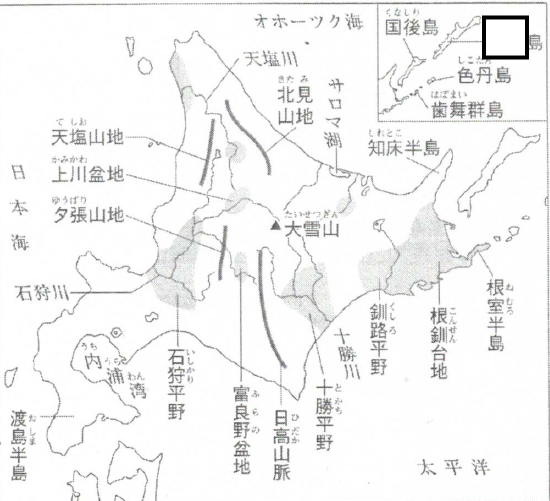 オホーツク海
くなしり
国後島
島
しこたん
色丹島
はぼまい
歯舞群島
天塩川
きたみ
北見
山地
サロマ湖
てしお
天塩山地
しれとこ
知床半島
かみかわ
上川盆地
ゆうばり
夕張山地
日本海
たいせつざん
▲大雪山
石狩川
ねむろ
根室半島
こんせん
根釧台地
くしろ
釧路平野
十勝川
とかち
十勝平野
ひだか
日高山脈
ふらの
富良野盆地
いしかり
石狩平野
うちうらわん
内浦湾
おしま
渡島半島
太平洋